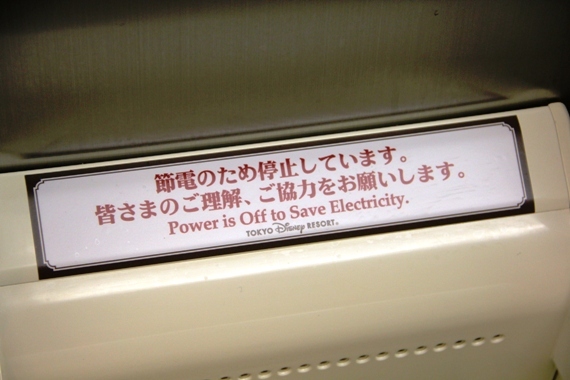 節電のため停止しています。
皆さまのご理解、ご協力をお願いします。
Power is Off to Save Electricity.
TOKYO Disney RESORT®